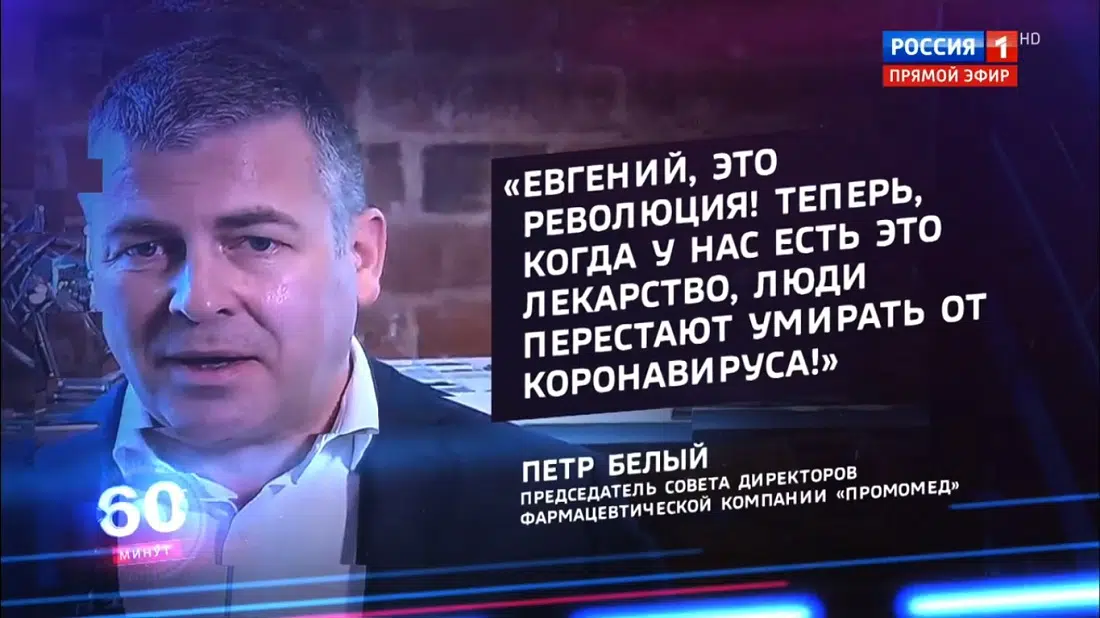 РОССИЯ 1 HD
ПРЯМОЙ ЭФИР
«ЕВГЕНИЙ, ЭТО
РЕВОЛЮЦИЯ! ТЕПЕРЬ,
КОГДА У НАС ЕСТЬ ЭТО
ЛЕКАРСТВО, ЛЮДИ
ПЕРЕСТАЮТ УМИРАТЬ ОТ
КОРОНАВИРУСА!»
ПЕТР БЕЛЫЙ
ПРЕДСЕДАТЕЛЬ СОВЕТА ДИРЕКТОРОВ
ФАРМАЦЕВТИЧЕСКОЙ КОМПАНИИ «ПРОМОМЕД»
60
МИНУТ